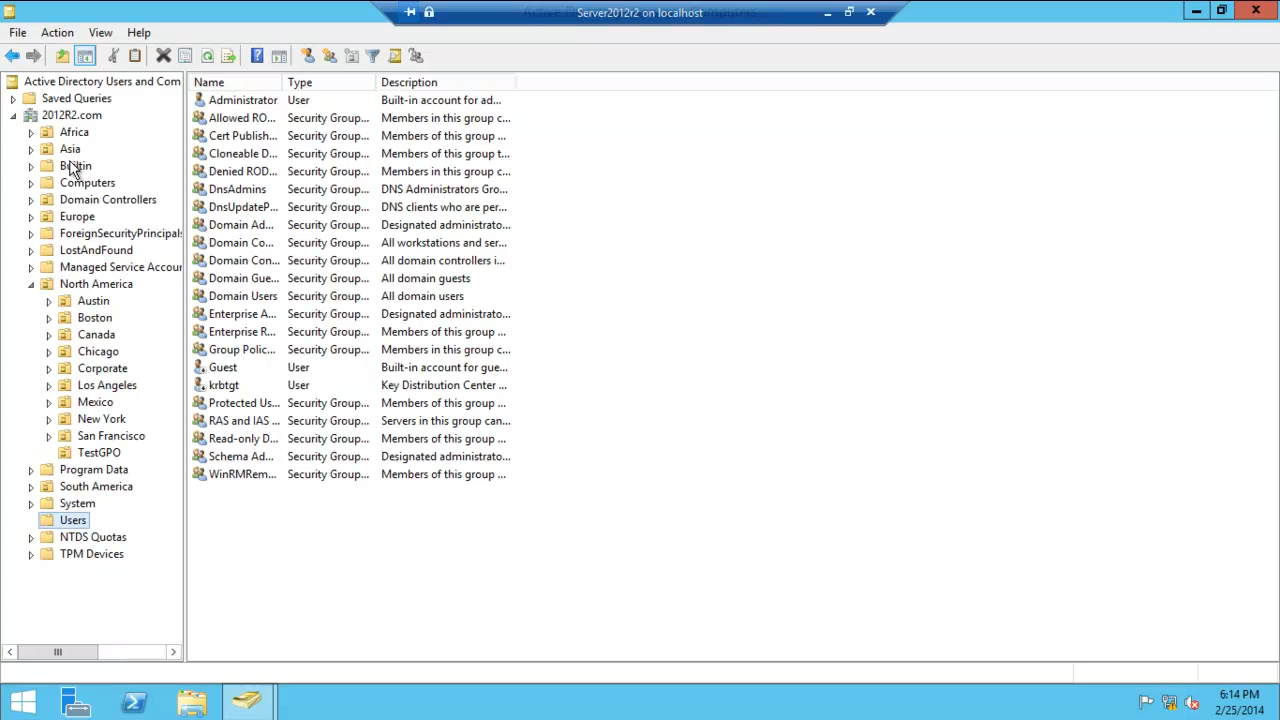 Server2012r2 on localhost
File Action View Help
Active Directory Users and Com
Saved Queries
2012R2.com
Africa
Asia
Builtin
Computers
Domain Controllers
Europe
ForeignSecurityPrincipals
LostAndFound
Managed Service Accour
North America
Austin
Boston
Canada
Chicago
Corporate
Los Angeles
Mexico
New York
San Francisco
TestGPO
Program Data
South America
System
Users
NTDS Quotas
TPM Devices
Name Type Description
Administrator User Built-in account for ad...
Allowed RO... Security Group... Members in this group c...
Cert Publish... Security Group... Members of this group ...
Cloneable D... Security Group... Members of this group t...
Denied ROD... Security Group... Members in this group c...
DnsAdmins Security Group... DNS Administrators Gro...
DnsUpdateP... Security Group... DNS clients who are per...
Domain Ad... Security Group... Designated administrato...
Domain Co... Security Group... All workstations and ser...
Domain Con... Security Group... All domain controllers i...
Domain Gue... Security Group... All domain guests
Domain Users Security Group... All domain users
Enterprise A... Security Group... Designated administrato...
Enterprise R... Security Group... Members of this group ...
Group Polic... Security Group... Members in this group c...
Guest User Built-in account for gue...
krbtgt User Key Distribution Center ...
Protected Us... Security Group... Members of this group ...
RAS and IAS ... Security Group... Servers in this group can...
Read-only D... Security Group... Members of this group ...
Schema Ad... Security Group... Designated administrato...
WinRMRem... Security Group... Members of this group ...
6:14 PM
2/25/2014